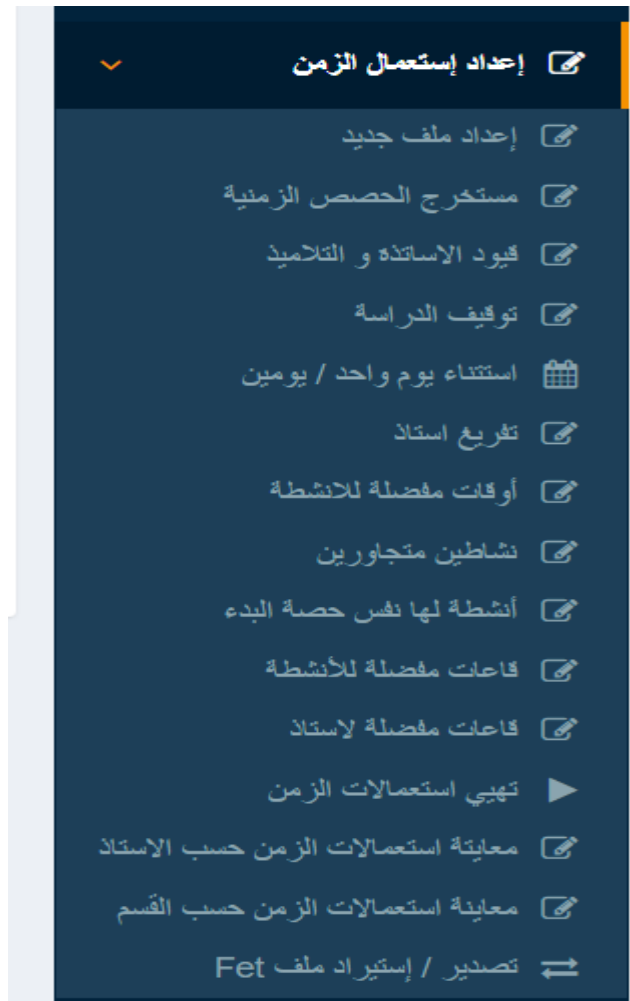 إعداد إستعمال الزمن
إعداد ملف جديد
مستخرج الحصص الزمنية
قيود الاساتذه و التلاميذ
توقيف الدراسة
استثناء يوم واحد / يومين
تفريغ استاذ
أوقات مفضلة للانشطة
نشاطين متجاورين
أنشطة لها نفس حصة البدء
قاعات مفضلة للأنشطة
قاعات مفضلة لاستاذ
تهيي استعمالات الزمن
معاينة استعمالات الزمن حسب الاستاذ
معاينة استعمالات الزمن حسب القسم
تصدير / إستيراد ملف Fet